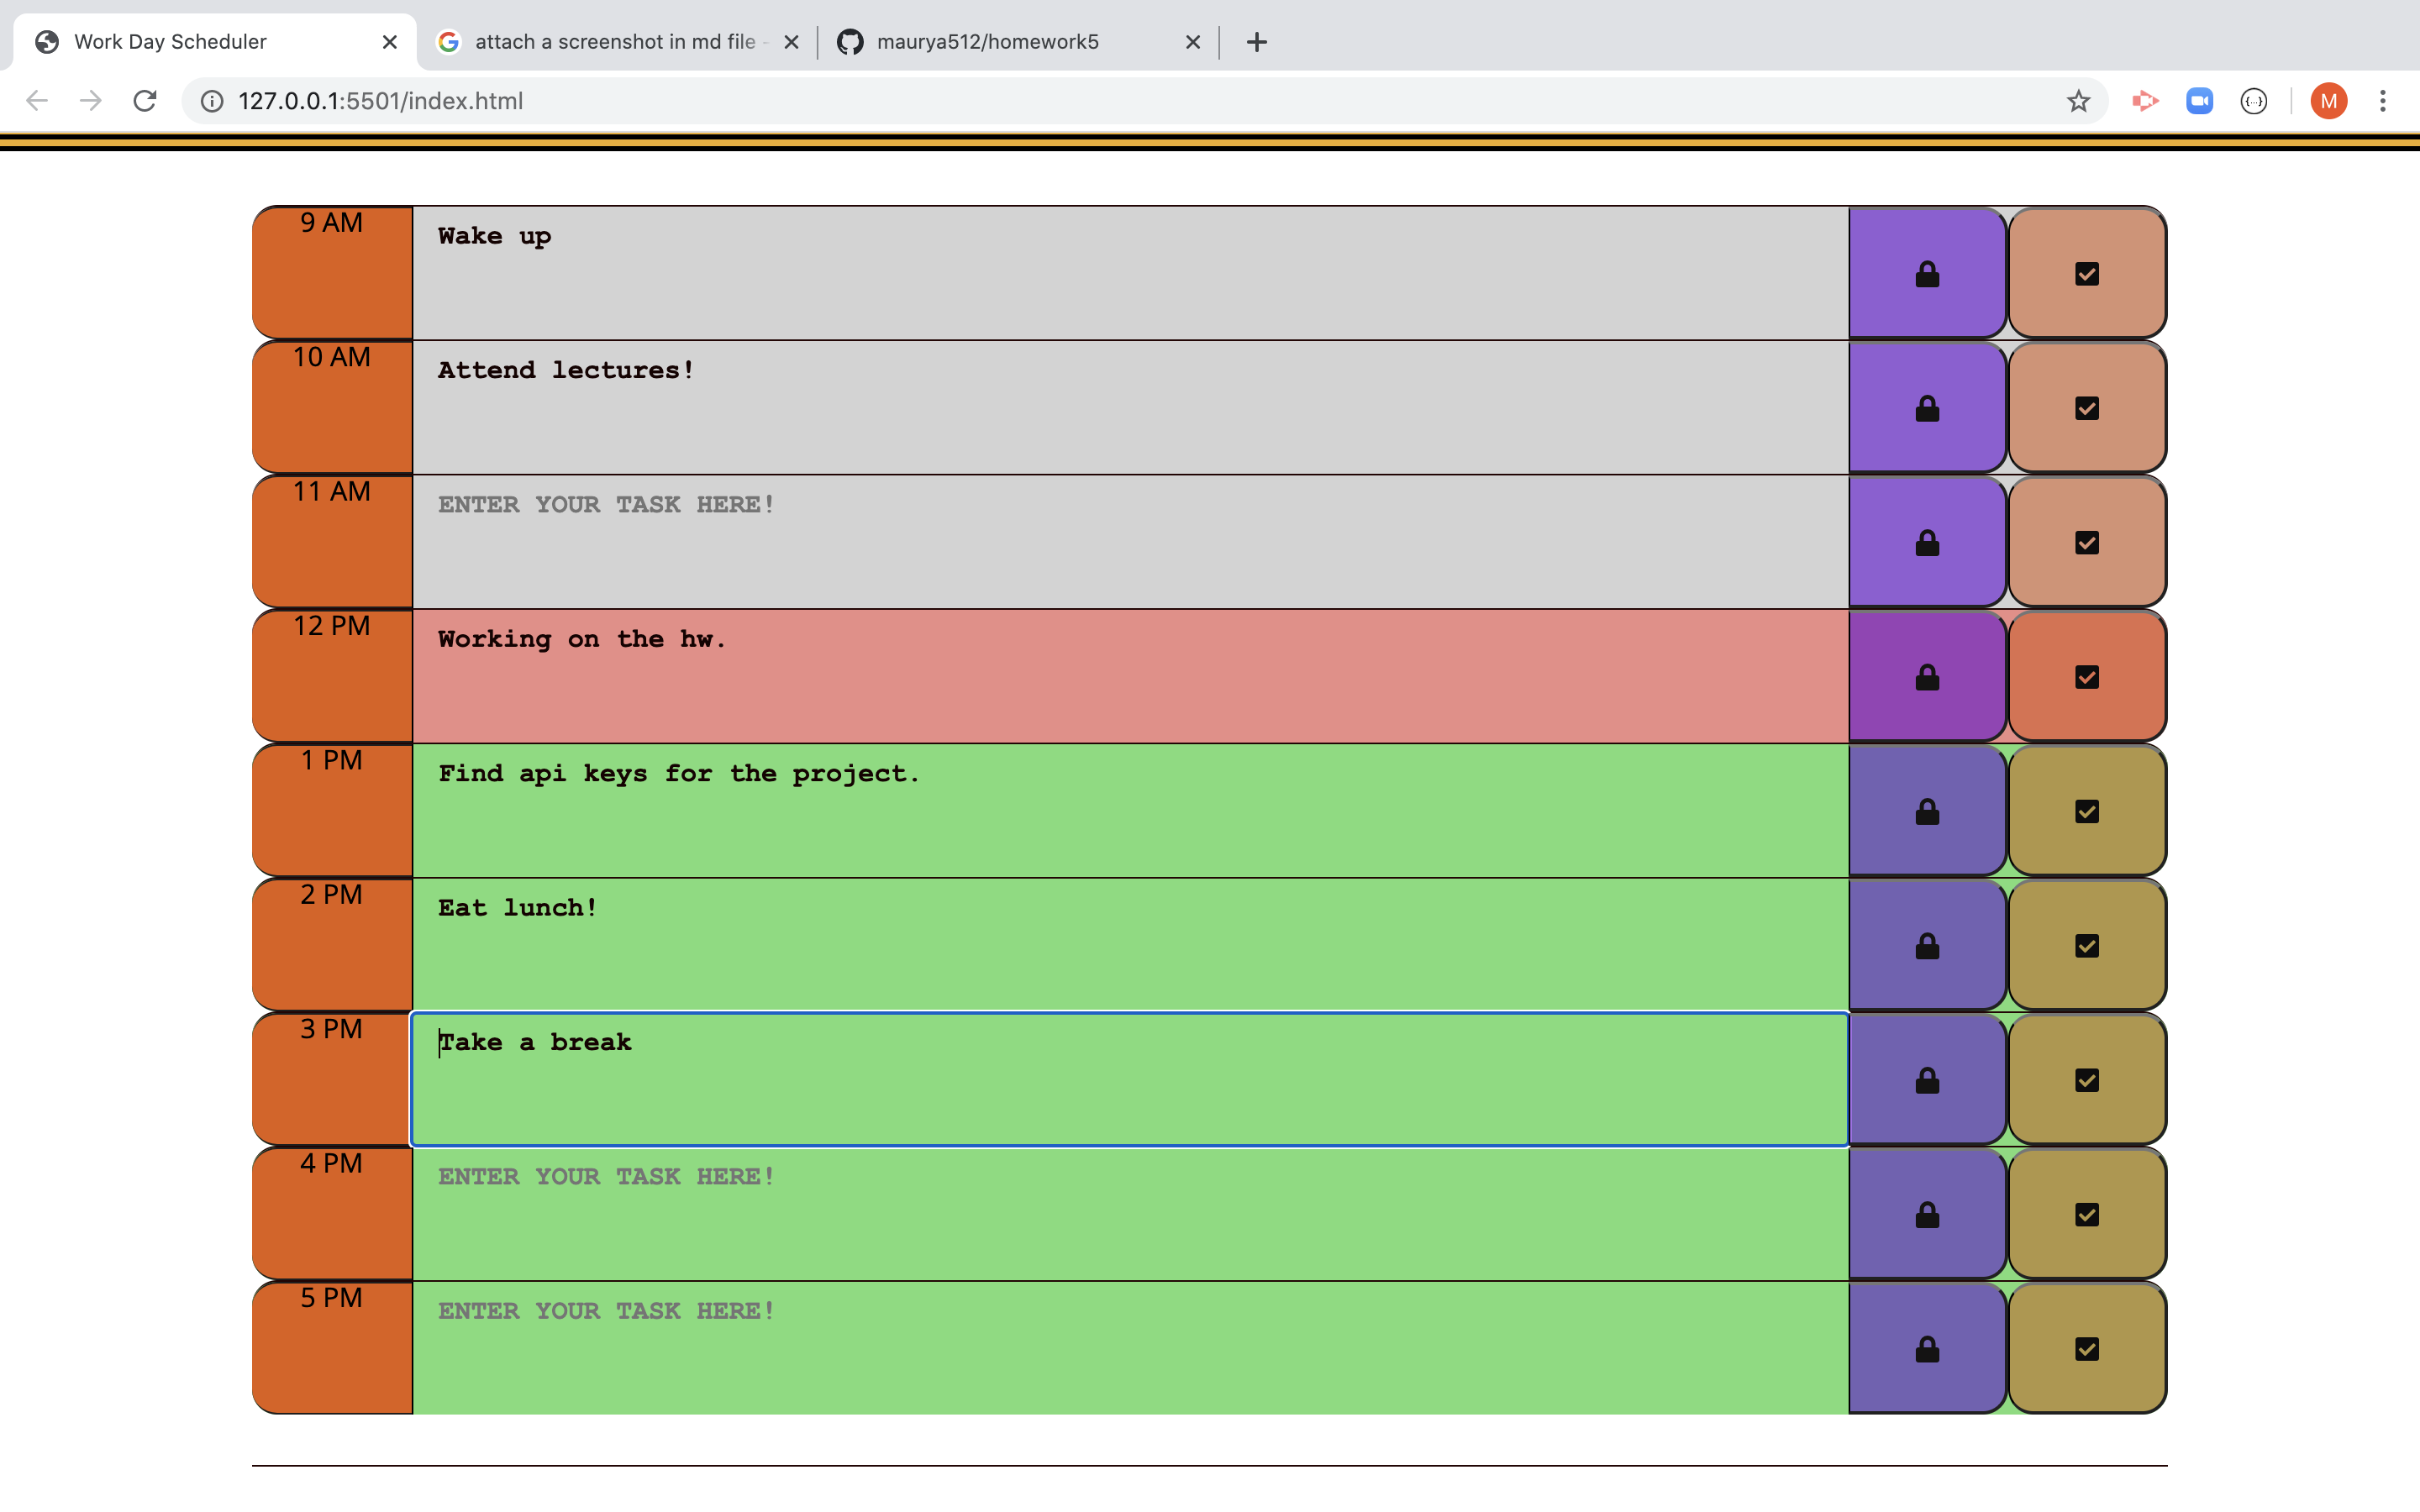 Work Day Scheduler
attach a screenshot in md file -
maurya512/homework5
127.0.0.1:5501/index.html
M
9 AM
Wake up
10 AM
Attend lectures!
11 AM
ENTER YOUR TASK HERE!
12 PM
Working on the hw.
1 PM
Find api keys for the project.
2 PM
Eat lunch!
3 PM
Take a break
4 PM
ENTER YOUR TASK HERE!
5 PM
ENTER YOUR TASK HERE!